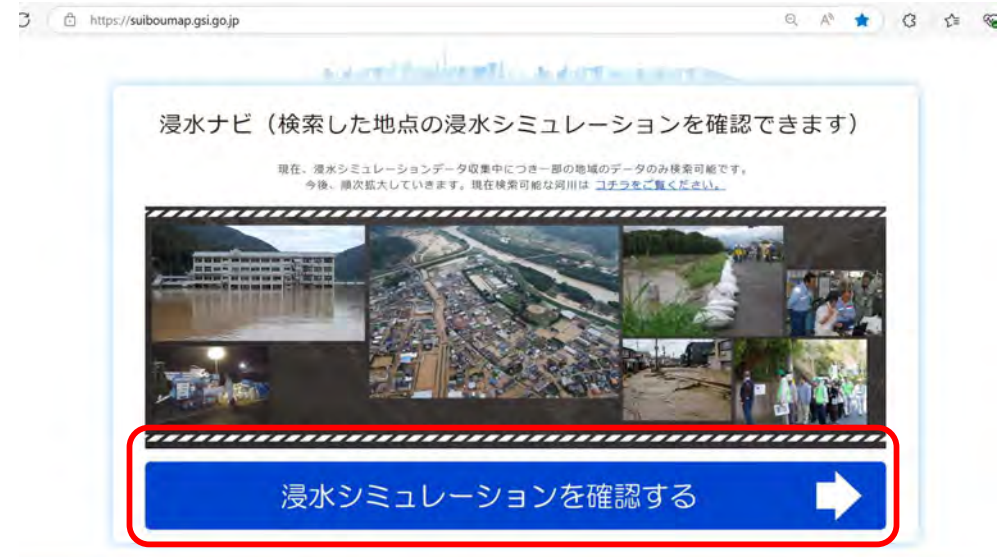 https://suiboumap.gsi.go.jp
浸水ナビ（検索した地点の浸水シミュレーションを確認できます）
現在、浸水シミュレーションデータ収集中につき一部の地域のデータのみ検索可能です。
今後、順次拡大していきます。現在検索可能な河川は コチラをご覧ください。
浸水シミュレーションを確認する